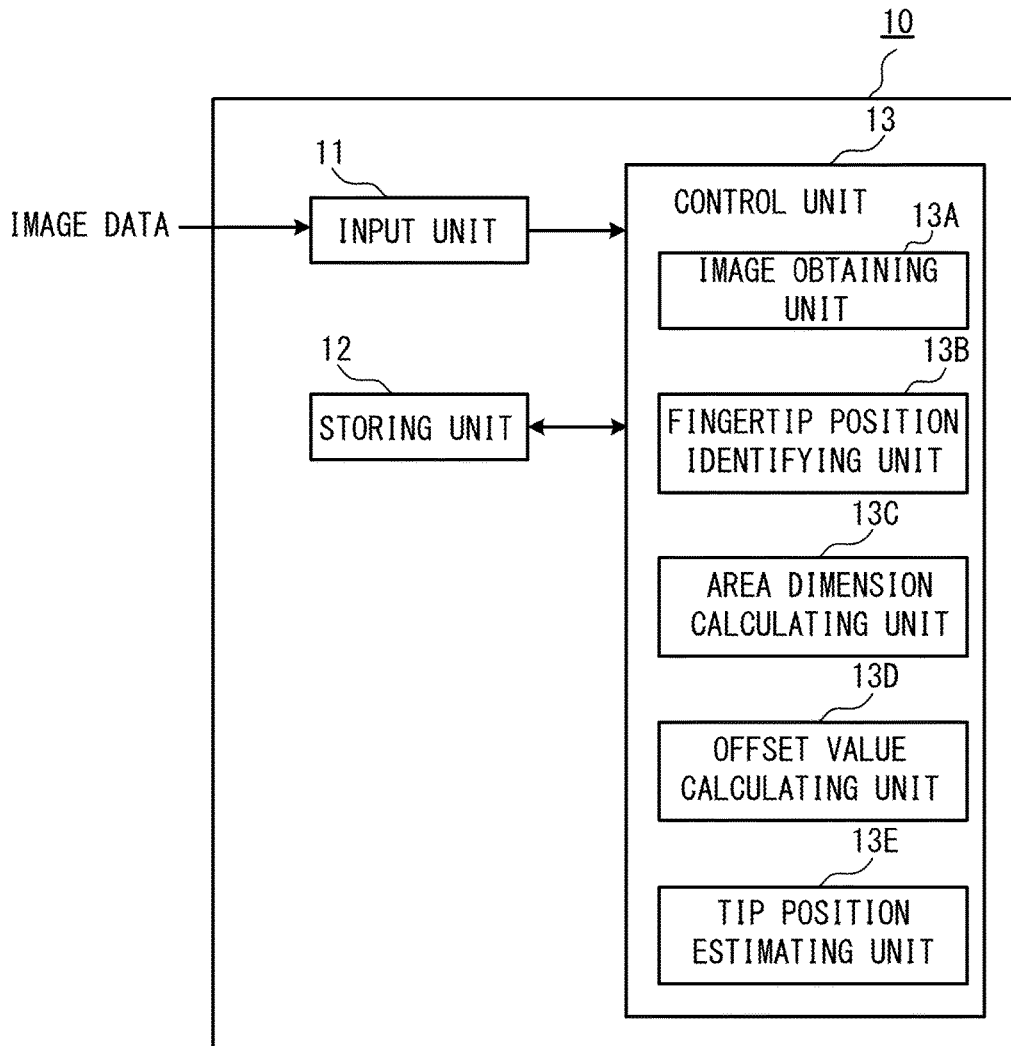 10
13
11
CONTROL UNIT
IMAGE DATA
INPUT UNIT
13A
IMAGE OBTAINING
UNIT
12
STORING UNIT
13B
FINGERTIP POSITION
IDENTIFYING UNIT
13C
AREA DIMENSION
CALCULATING UNIT
13D
OFFSET VALUE
CALCULATING UNIT
13E
TIP POSITION
ESTIMATING UNIT